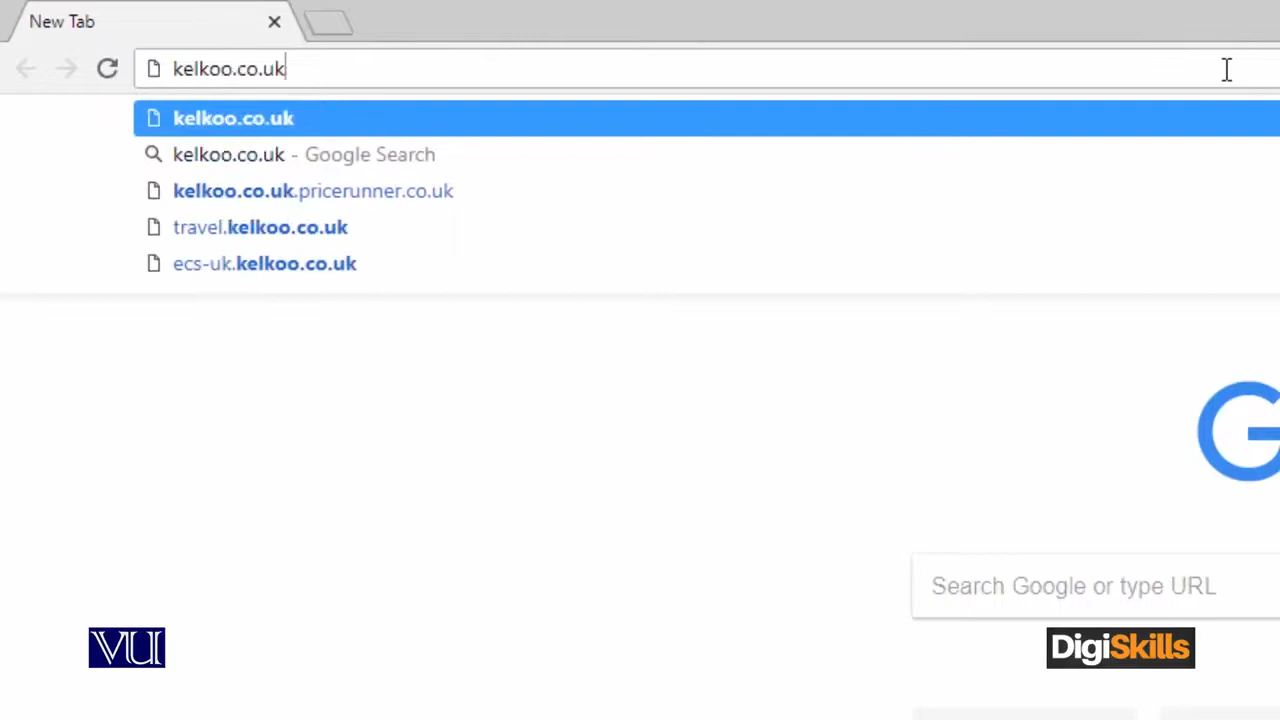 New Tab
kelkoo.co.uk
kelkoo.co.uk
kelkoo.co.uk - Google Search
kelkoo.co.uk.pricerunner.co.uk
travel.kelkoo.co.uk
ecs-uk.kelkoo.co.uk
G
Search Google or type URL
VU
DigiSkills